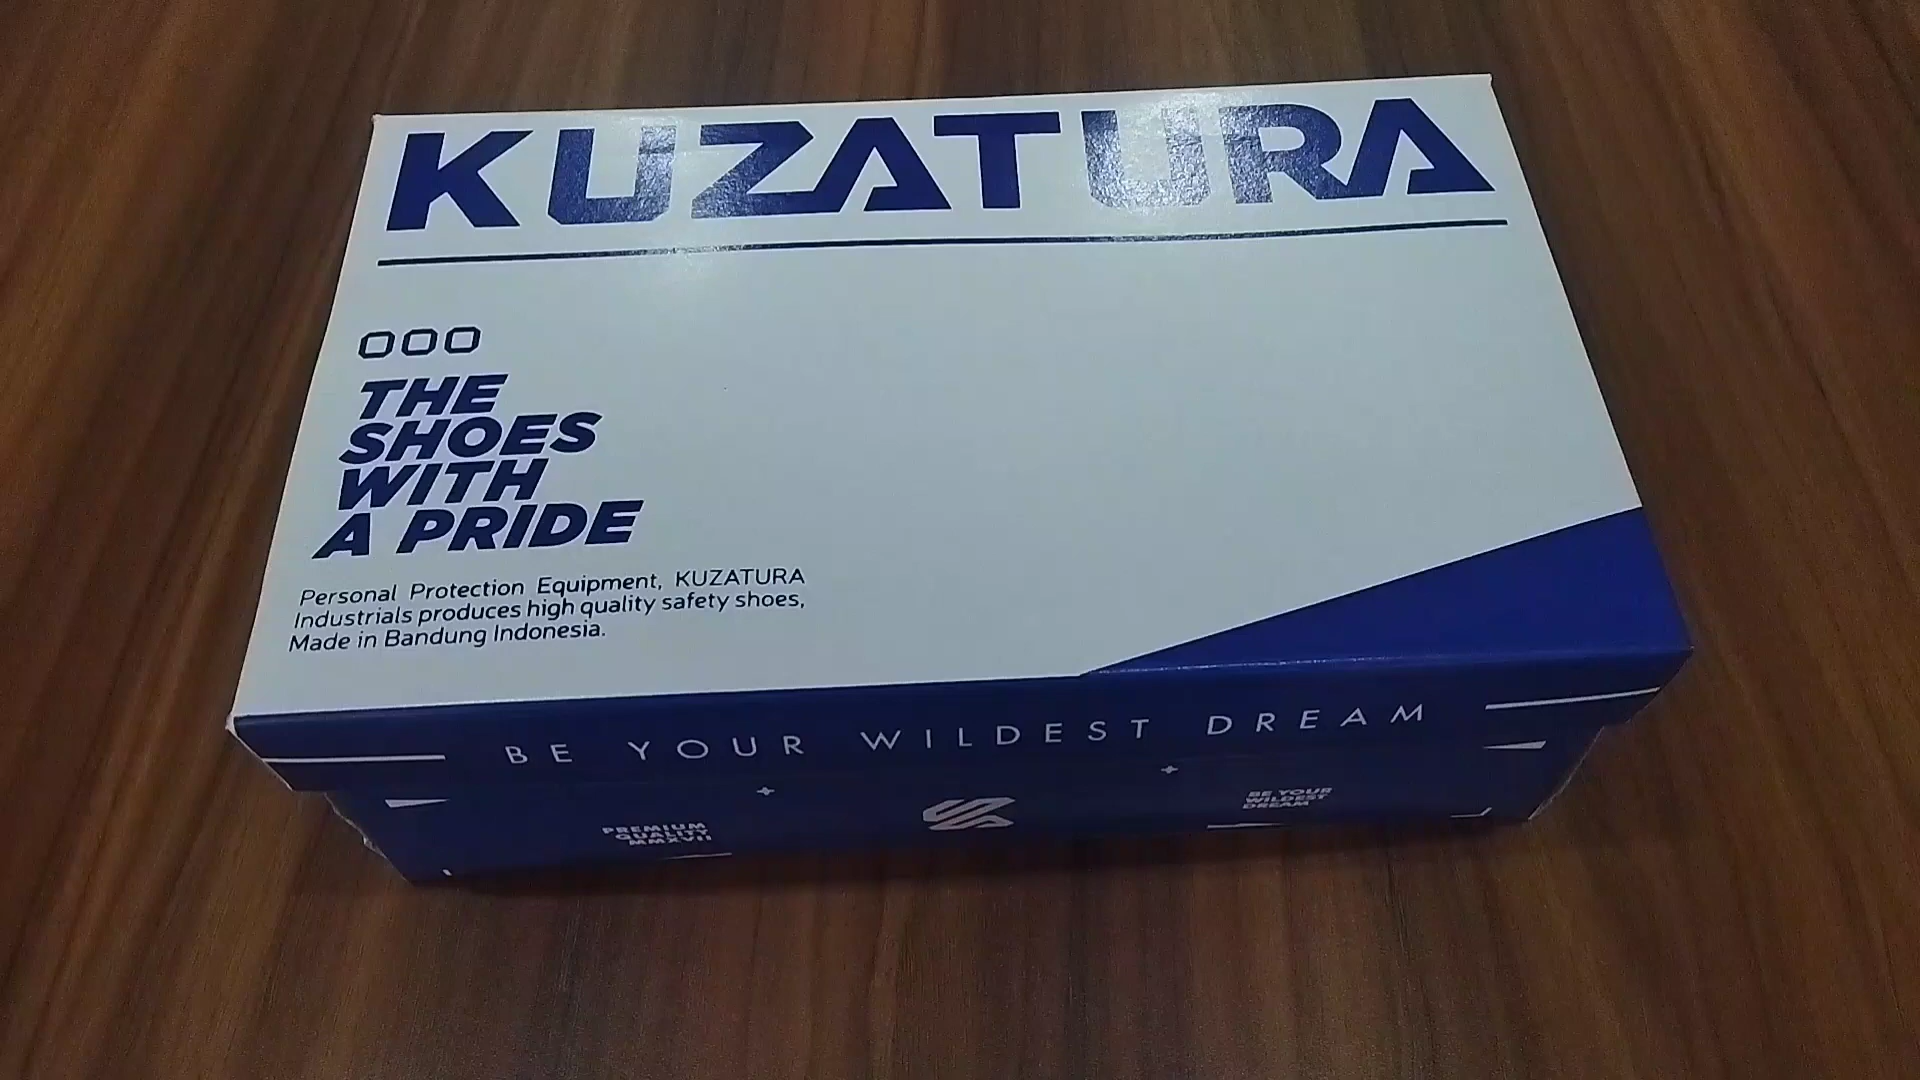 KUZATURA
THE
SHOES
WITH
A PRIDE
Personal Protection Equipment, KUZATURA
Industrials produces high quality safety shoes,
Made in Bandung Indonesia.
BE YOUR WILDEST DREAM
PREMIUM
QUALITY
MMXVII
BE YOUR
WILDEST
DREAM